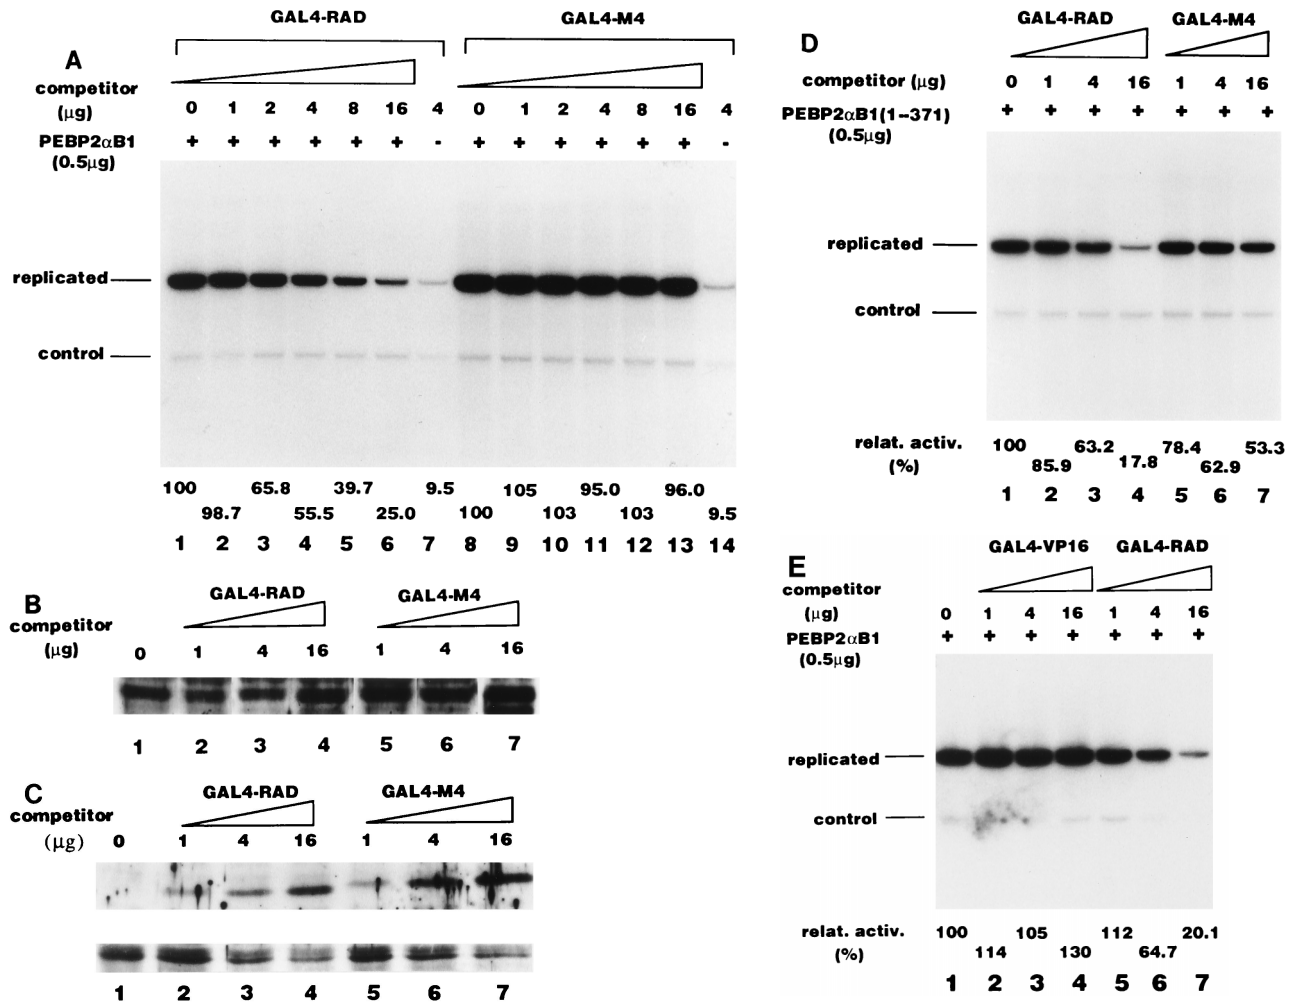 A
GAL4-RAD GAL4-M4
competitor
(μg) 0 1 2 4 8 16 4 0 1 2 4 8 16 4
PEBP2αB1 + + + + + + - + + + + + + -
(0.5μg)
replicated
control
100 65.8 39.7 9.5 105 95.0 96.0
98.7 55.5 25.0 100 103 103 9.5
1 2 3 4 5 6 7 8 9 10 11 12 13 14
B
GAL4-RAD GAL4-M4
competitor
(μg) 0 1 4 16 1 4 16
1 2 3 4 5 6 7
C
GAL4-RAD GAL4-M4
competitor
(μg) 0 1 4 16 1 4 16
1 2 3 4 5 6 7
D
GAL4-RAD GAL4-M4
competitor (μg) 0 1 4 16 1 4 16
PEBP2αB1(1--371) + + + + + + +
(0.5μg)
replicated
control
relat. activ. 100 63.2 78.4 53.3
(%) 85.9 17.8 62.9
1 2 3 4 5 6 7
E
GAL4-VP16 GAL4-RAD
competitor
(μg) 0 1 4 16 1 4 16
PEBP2αB1 + + + + + + +
(0.5μg)
replicated
control
relat. activ. 100 105 112 20.1
(%) 114 130 64.7
1 2 3 4 5 6 7